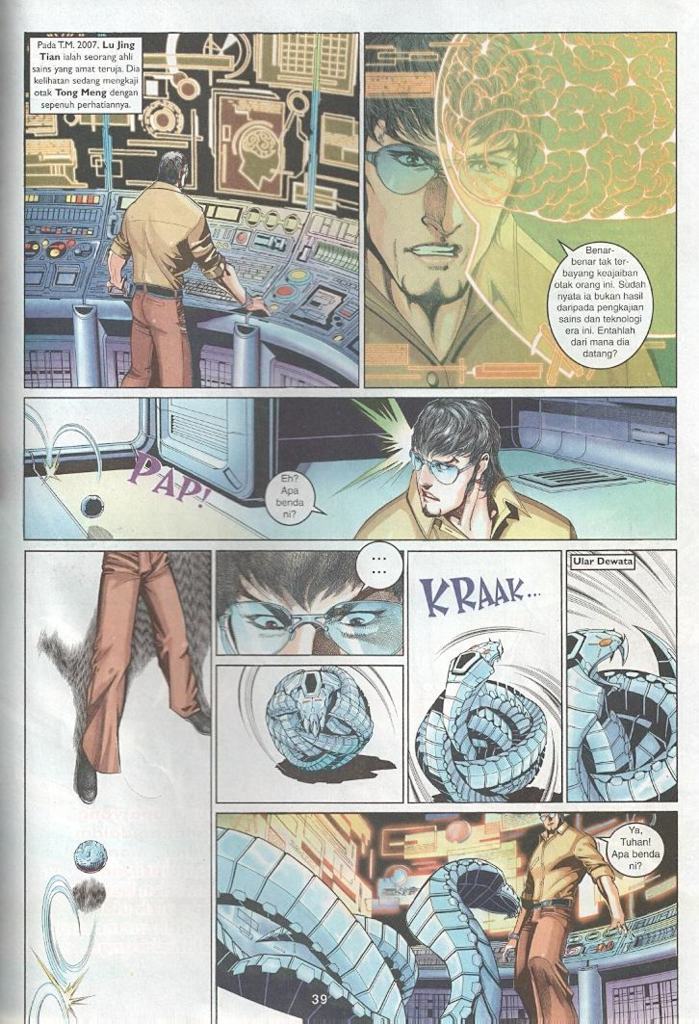 Pada T.M. 2007, Lu Jing
Tian ialah seorang ahli
sains yang amat teruja. Dia
kelihatan sedang mengkaji
otak Tong Meng dengan
sepenuh perhatiannya.
Benar-
benar tak ter-
bayang keajaiban
otak orang ini. Sudah
nyata ia bukan hasil
danpada pengkajian
sains dan teknologi
era ini. Entahlah
dari mana dia
datang?
PAP!
Eh?
Apa
benda
ni?
...
...
KRAAK...
Ular Dewata
Ya,
Tuhan!
Apa benda
ni?
39